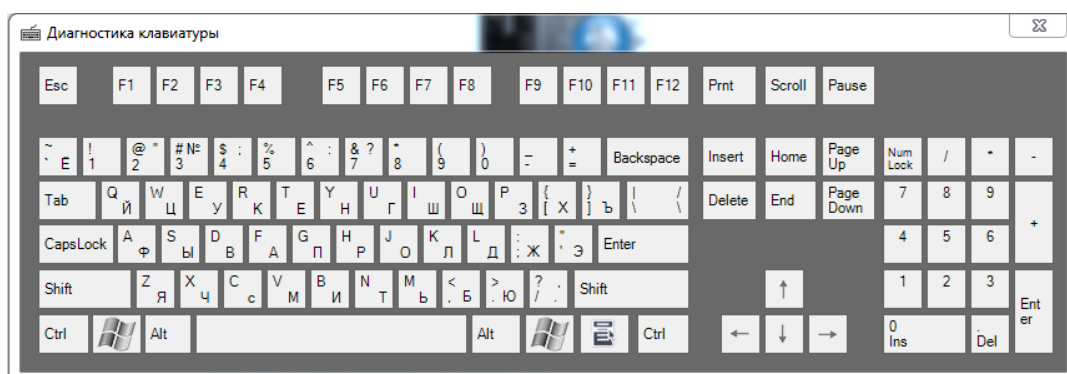 Диагностика клавиатуры
Esc F1 F2 F3 F4 F5 F6 F7 F8 F9 F10 F11 F12 Prnt Scroll Pause
~ ` Ё ! 1 @ " 2 # № 3 $ ; 4 % 5 ^ : 6 & ? 7 * 8 ( 9 ) 0 _ - + = Backspace Insert Home Page Up Num Lock / * -
Tab Q Й W Ц E У R К T Е Y Н U Г I Ш O Щ P З { [ Х } ] Ъ | / \ \ Delete End Page Down 7 8 9 +
CapsLock A Ф S Ы D В F А G П H Р J О K Л L Д : ; Ж " ' Э Enter 4 5 6
Shift Z Я X Ч C с V М B И N Т M Ь < , Б > . Ю ? / . Shift ↑ 1 2 3 Ent er
Ctrl Alt Alt Ctrl ← ↓ → 0 Ins . Del